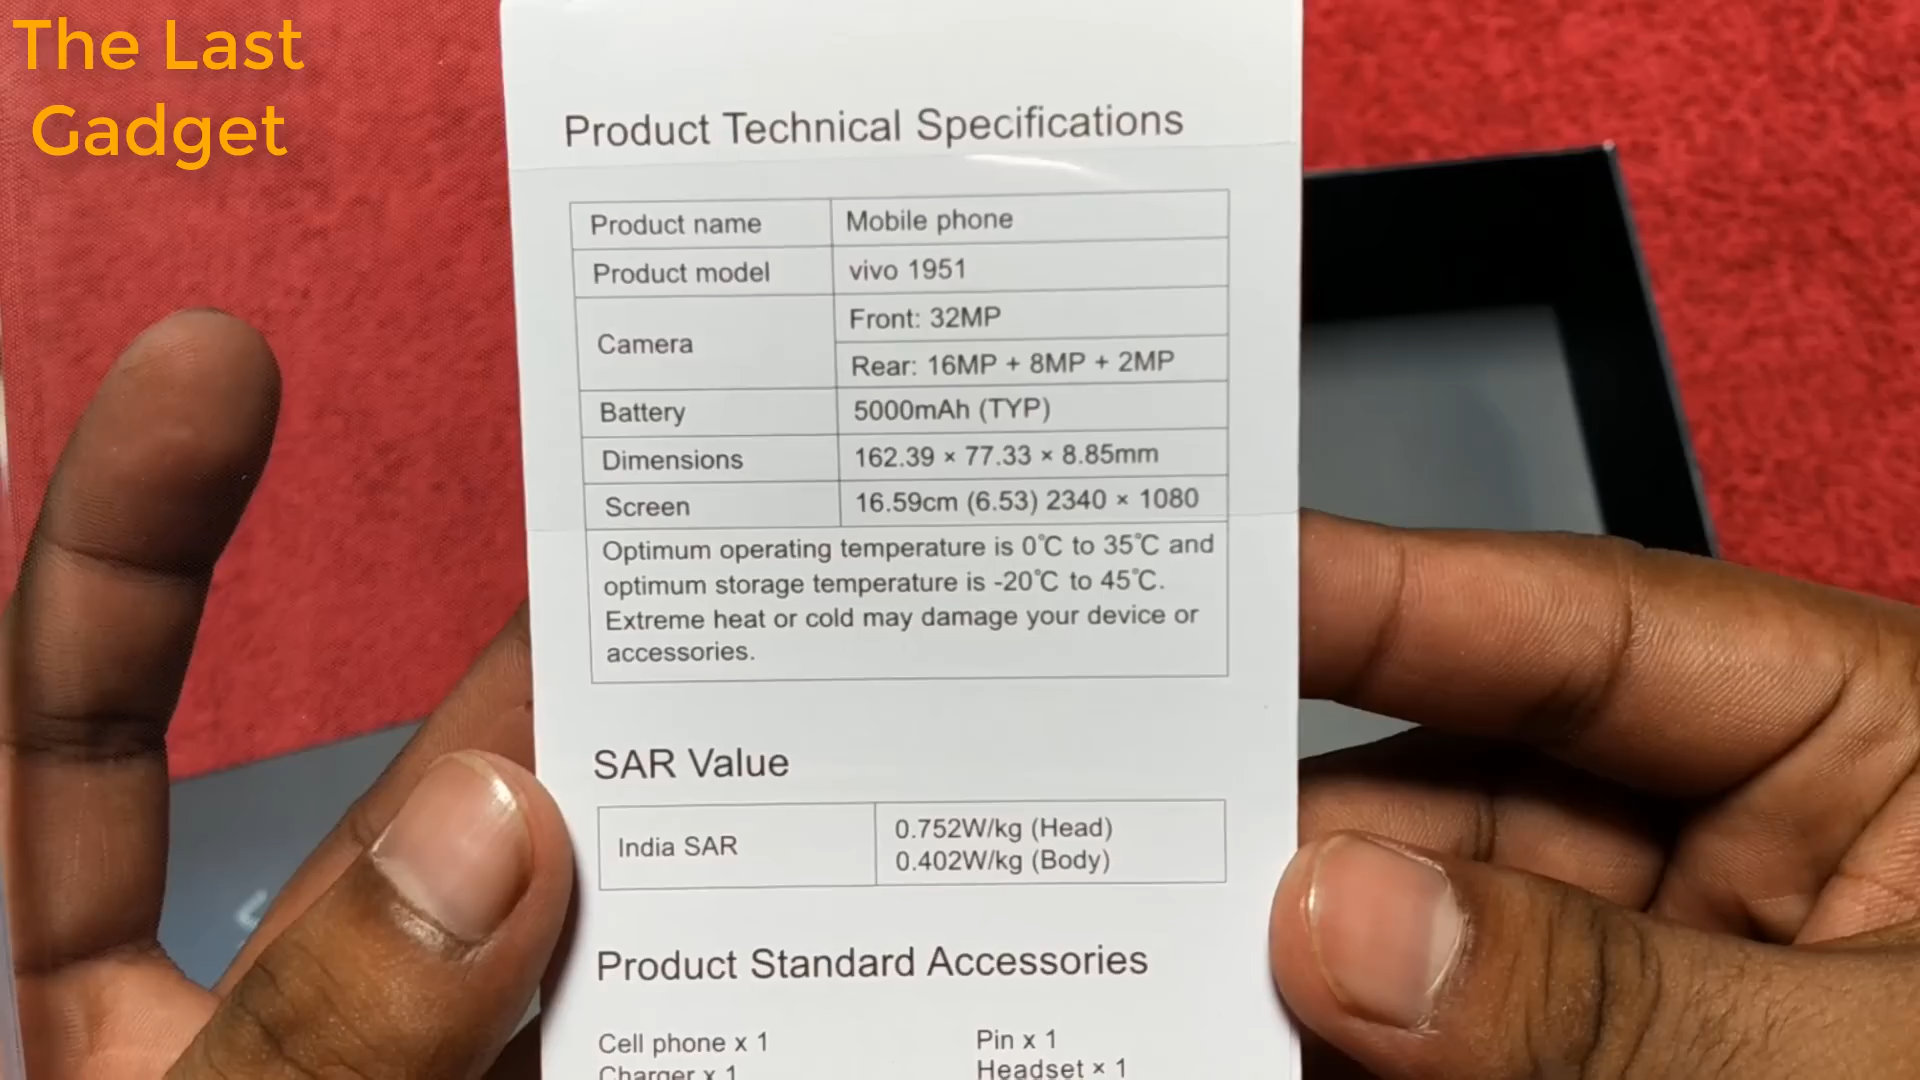 The Last
Gadget
Product Technical Specifications
Product name Mobile phone
Product model vivo 1951
Camera Front: 32MP
Rear: 16MP + 8MP + 2MP
Battery 5000mAh (TYP)
Dimensions 162.39 × 77.33 × 8.85mm
Screen 16.59cm (6.53) 2340 × 1080
Optimum operating temperature is 0℃ to 35℃ and
optimum storage temperature is -20℃ to 45℃.
Extreme heat or cold may damage your device or
accessories.
SAR Value
India SAR 0.752W/kg (Head)
0.402W/kg (Body)
Product Standard Accessories
Cell phone x 1 Pin x 1
Charger x 1 Headset × 1